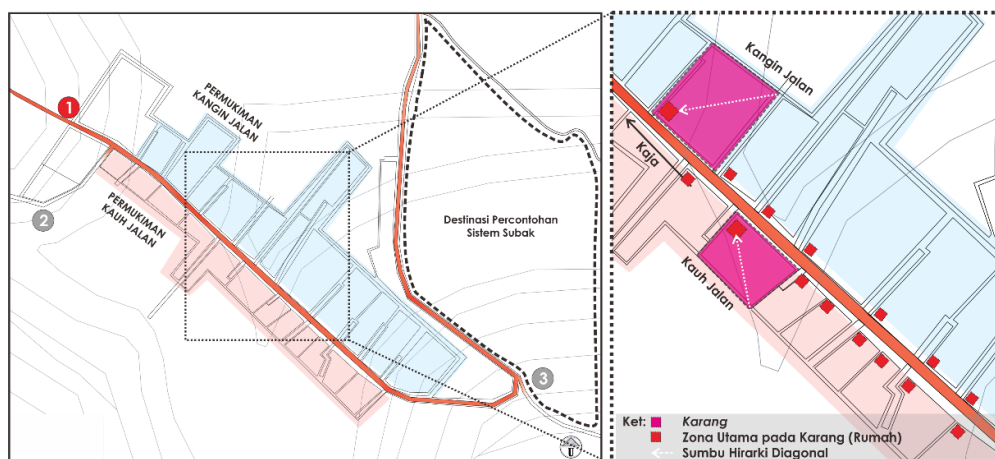 1
PERMUKIMAN
KANGIN JALAN
2
PERMUKIMAN
KAUH JALAN
Destinasi Percontohan
Sistem Subak
3
U
Kangin Jalan
Kaja
Kauh Jalan
Ket:
Karang
Zona Utama pada Karang (Rumah)
Sumbu Hirarki Diagonal